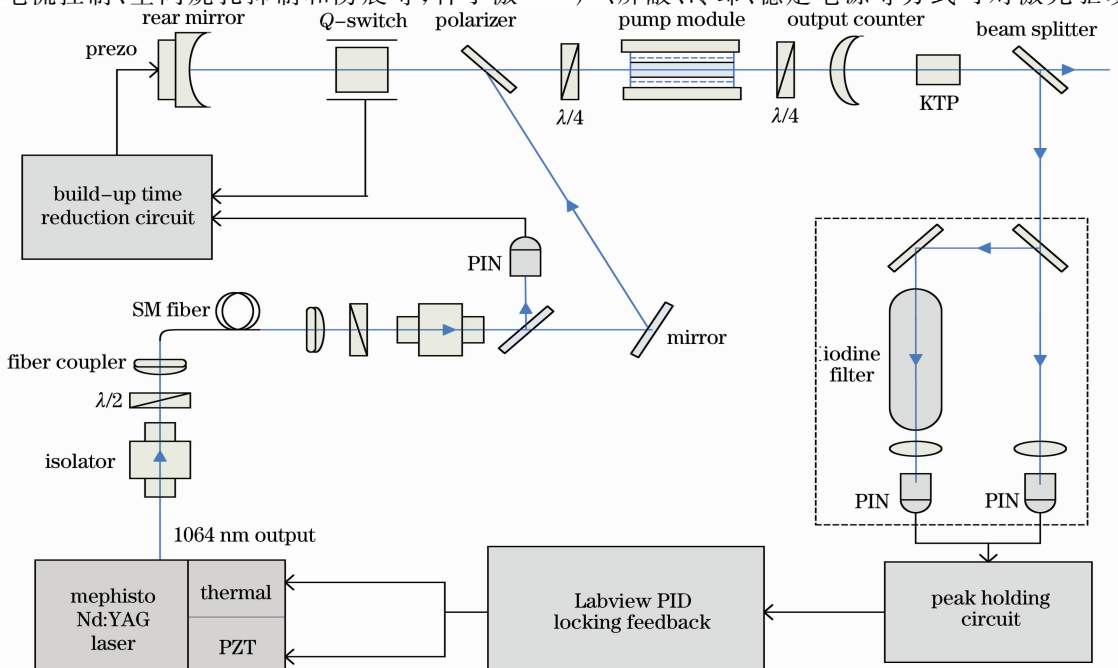 rear mirror
Q-switch
polarizer
pump module
output counter
beam splitter
prezo
λ/4
λ/4
KTP
build-up time
reduction circuit
PIN
SM fiber
mirror
fiber coupler
iodine
filter
λ/2
isolator
PIN
PIN
1064 nm output
mephisto
Nd:YAG
laser
thermal
PZT
Labview PID
locking feedback
peak holding
circuit